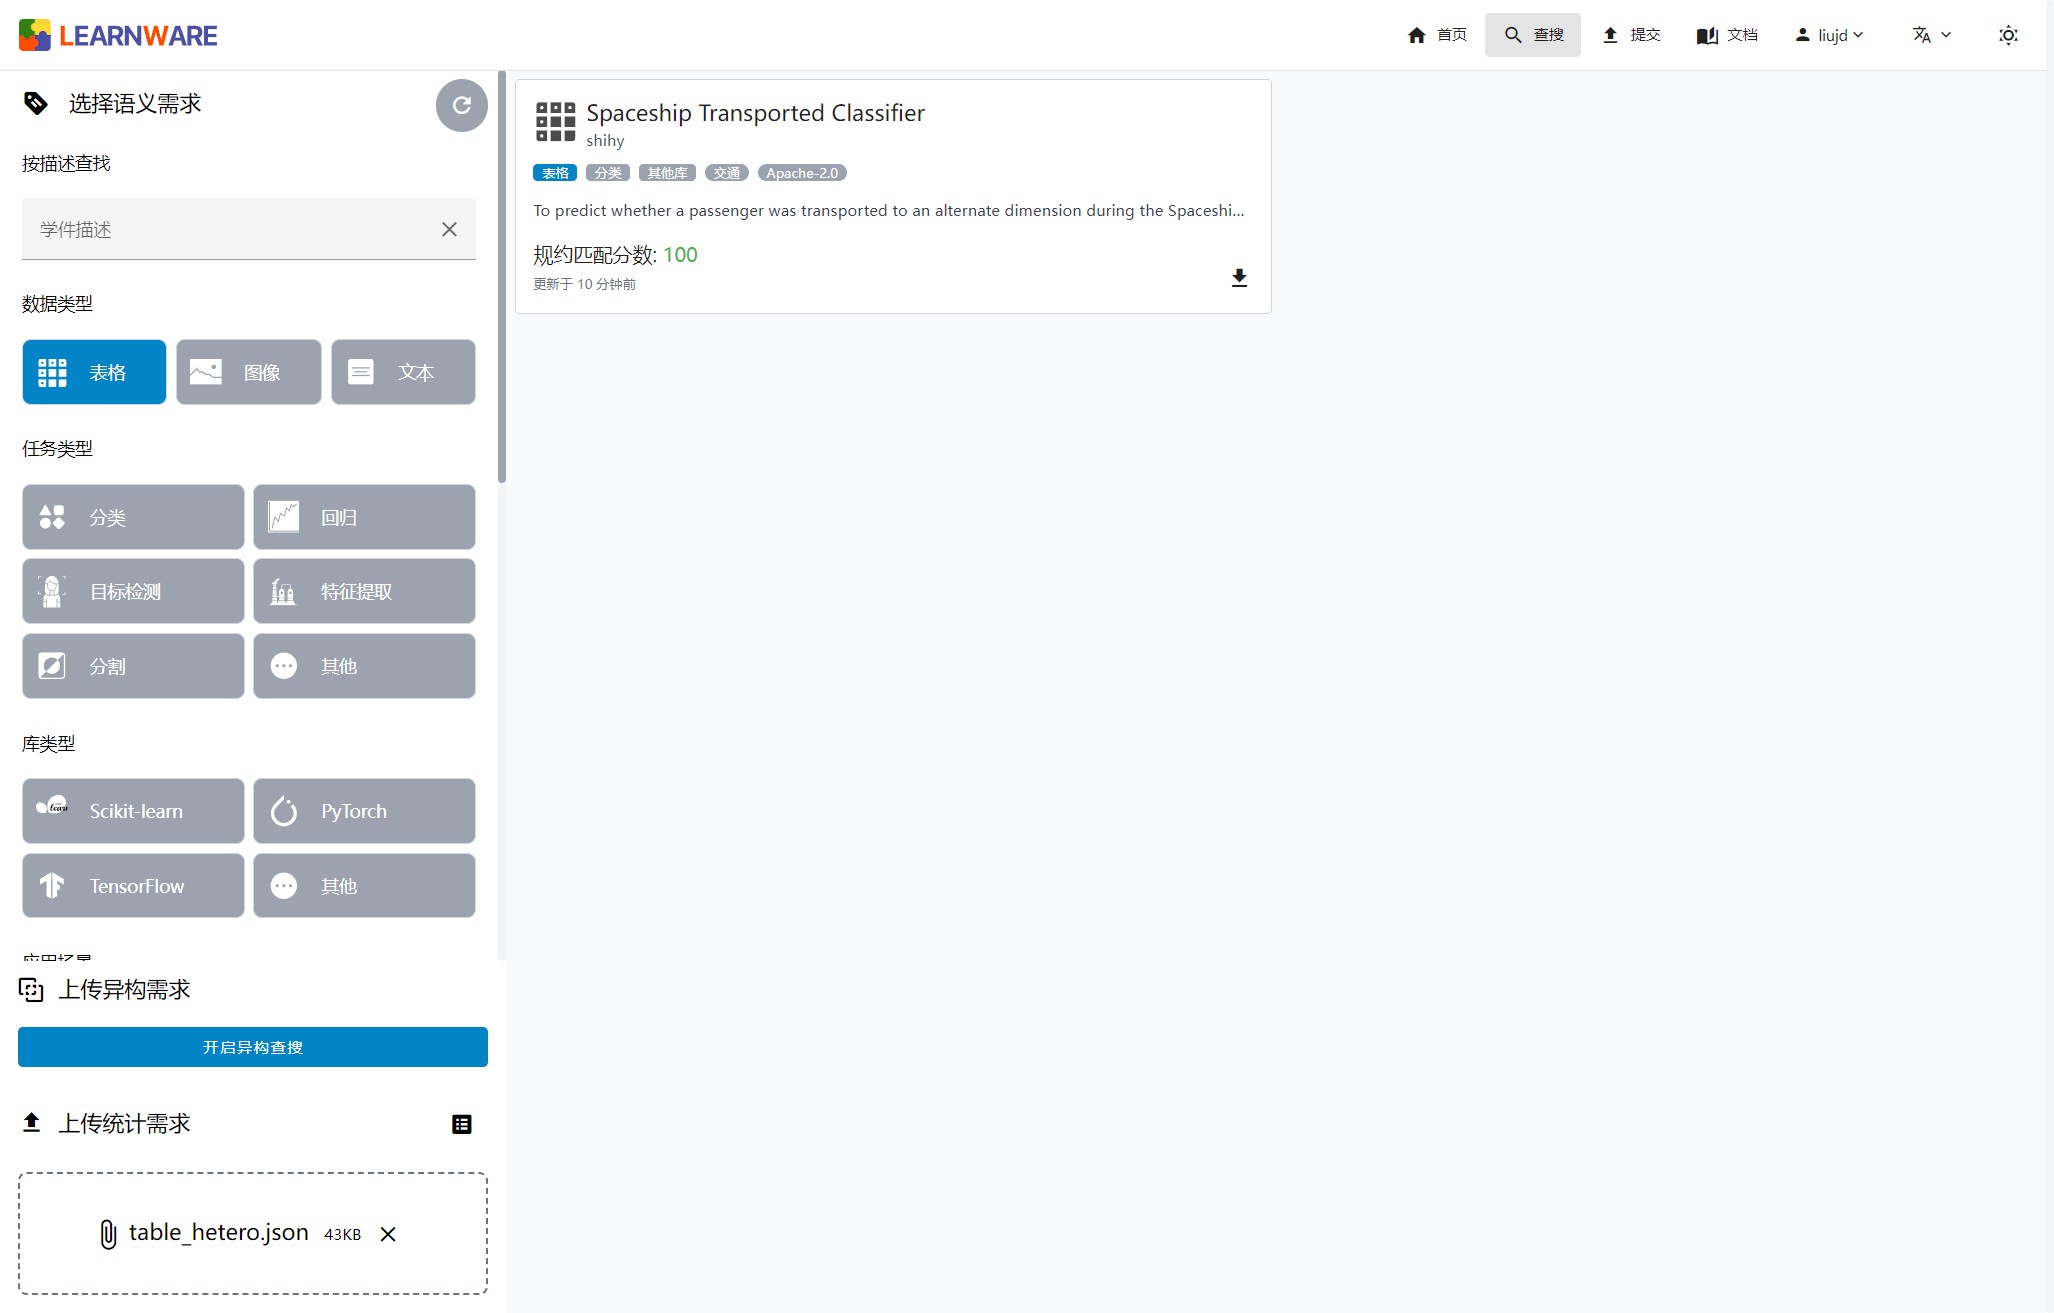 LEARNWARE
首页
查搜
提交
文档
liujd
选择语义需求
按描述查找
学件描述
数据类型
表格
图像
文本
任务类型
分类
回归
目标检测
特征提取
分割
其他
库类型
Scikit-learn
PyTorch
TensorFlow
其他
应用场景
上传异构需求
开启异构查搜
上传统计需求
table_hetero.json 43KB
Spaceship Transported Classifier
shihy
表格 分类 其他库 交通 Apache-2.0
To predict whether a passenger was transported to an alternate dimension during the Spaceshi...
规约匹配分数: 100
更新于 10 分钟前